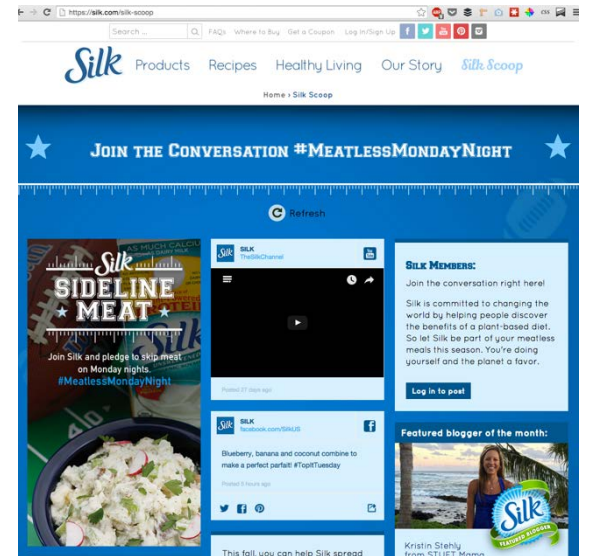 https://silk.com/silk-scoop
Search ...
FAQs Where to Buy Get a Coupon Log In/Sign Up
Silk Products Recipes Healthy Living Our Story Silk Scoop
Home › Silk Scoop
Join the Conversation #MeatlessMondayNight
Refresh
AS MUCH CALCIUM
Silk
SIDELINE
MEAT
Join Silk and pledge to skip meat
on Monday nights.
#MeatlessMondayNight
Silk
SILK
TheSilkChannel
You
Posted 27 days ago
Silk
SILK
facebook.com/SilkUS
Blueberry, banana and coconut combine to
make a perfect parfait! #TopItTuesday
Posted 9 hours ago
This fall, you can help Silk spread
Silk Members:
Join the conversation right here!
Silk is committed to changing the
world by helping people discover
the benefits of a plant-based diet.
So let Silk be part of your meatless
meals this season. You're doing
yourself and the planet a favor.
Log in to post
Featured blogger of the month:
Silk
FEATURED BLOGGER
Kristin Stehly
from STUFT Mama